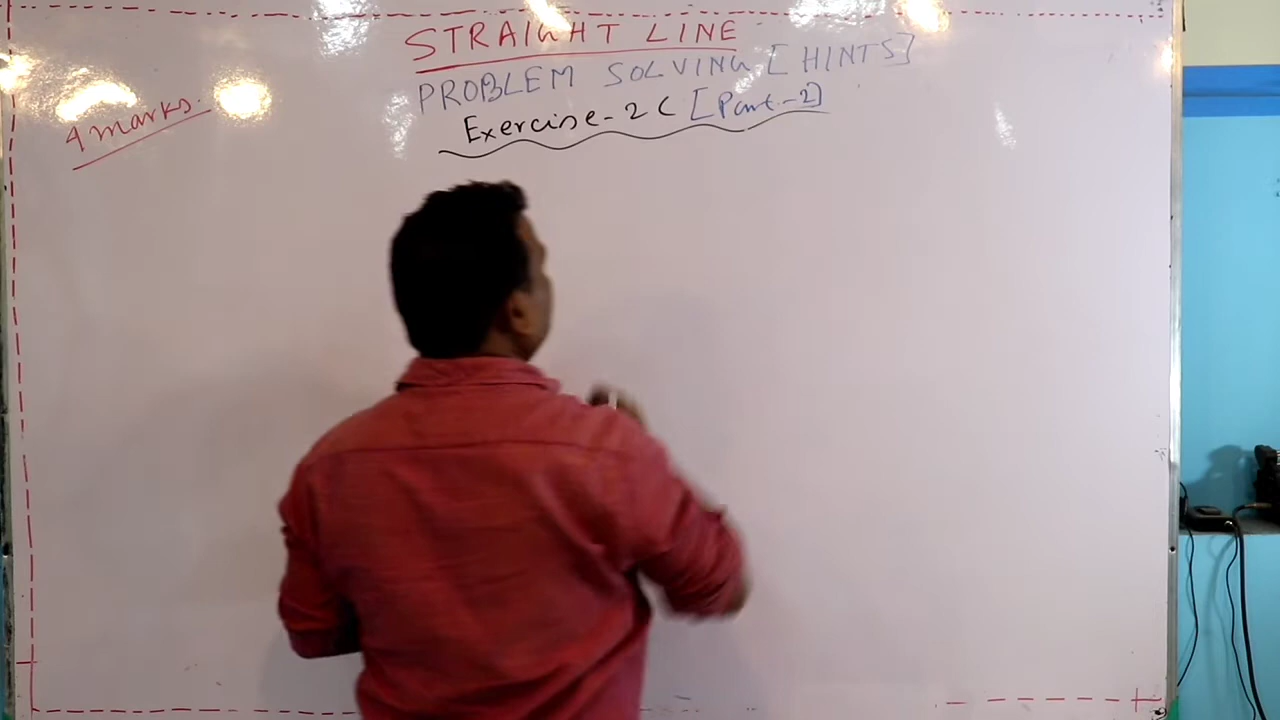 STRAIGHT LINE
PROBLEM SOLVING [HINTS]
4 marks.
Exercise-2C [Part-2]